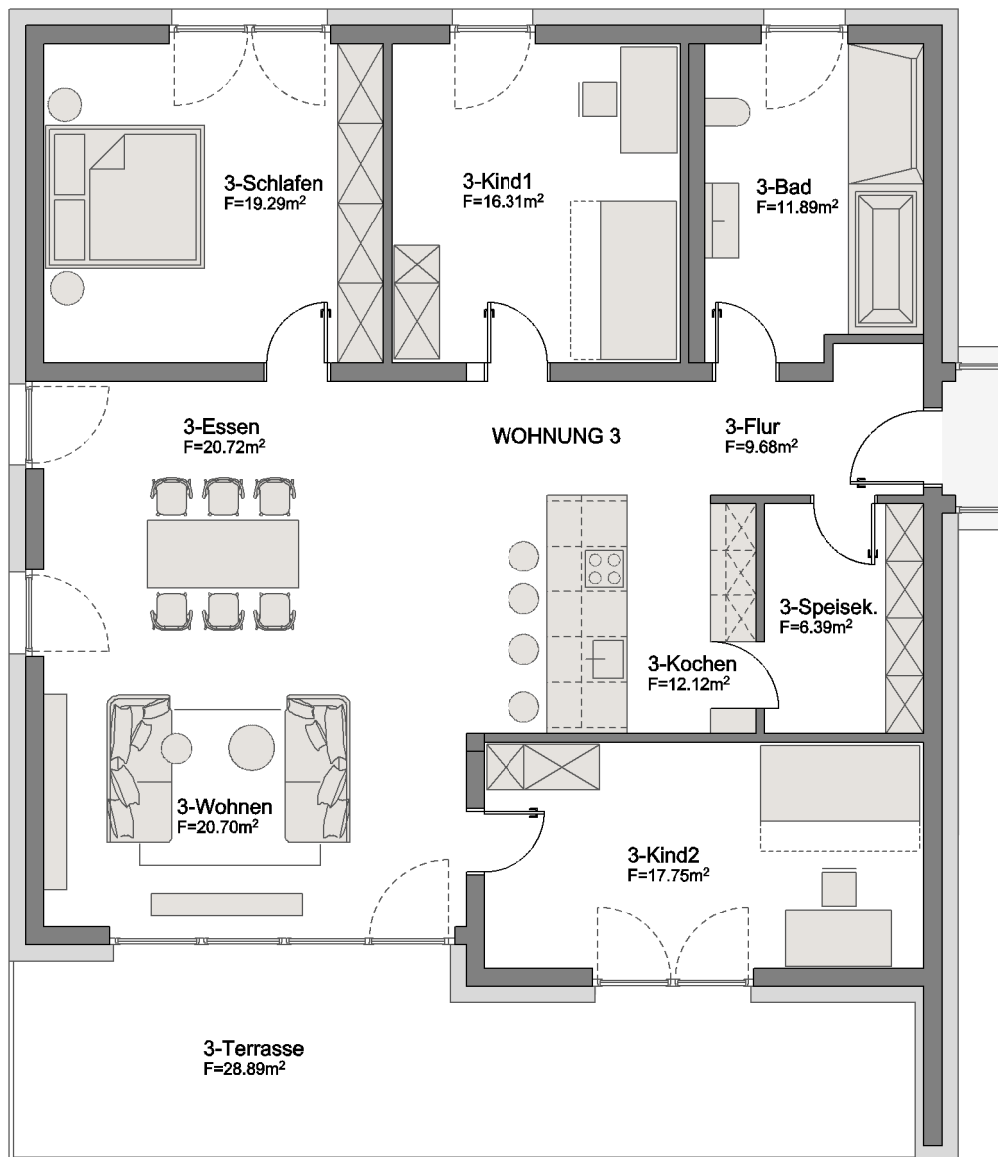 3-Schlafen
F=19.29m²
3-Kind1
F=16.31m²
3-Bad
F=11.89m²
3-Essen
F=20.72m²
WOHNUNG 3
3-Flur
F=9.68m²
3-Speisek.
F=6.39m²
3-Kochen
F=12.12m²
3-Wohnen
F=20.70m²
3-Kind2
F=17.75m²
3-Terrasse
F=28.89m²